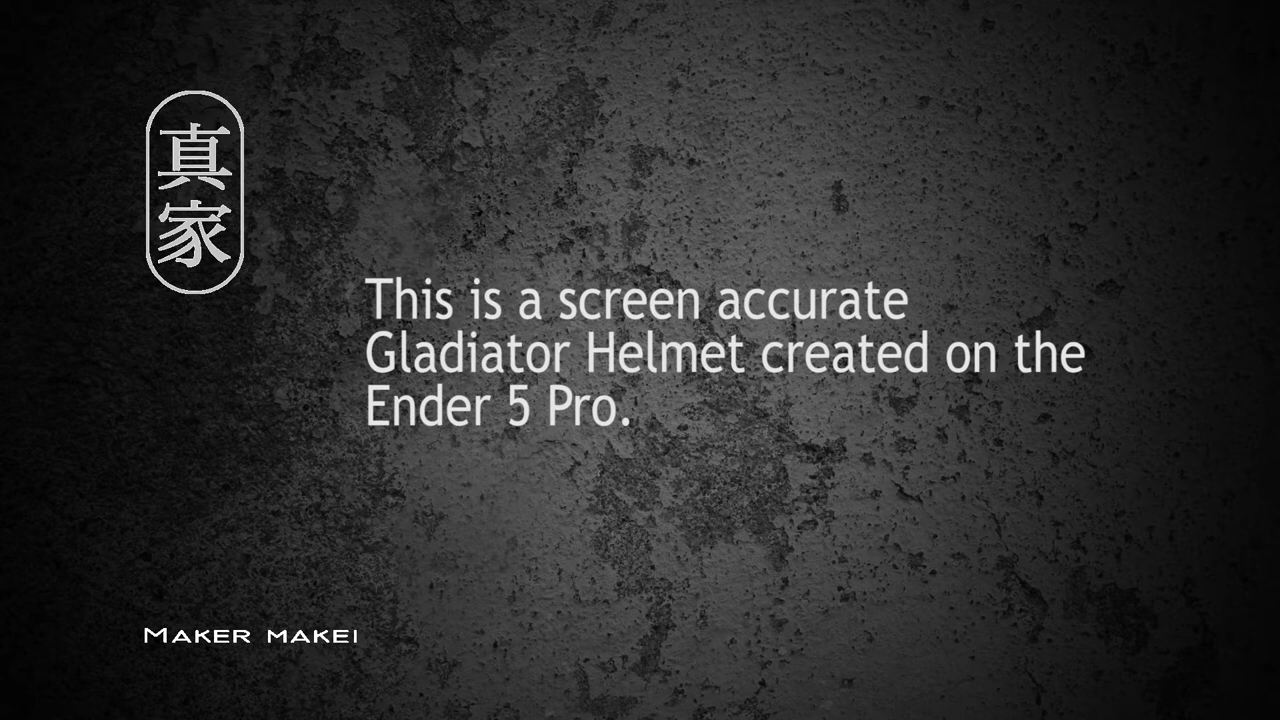 真家
This is a screen accurate
Gladiator Helmet created on the
Ender 5 Pro.
MAKER MAKEI